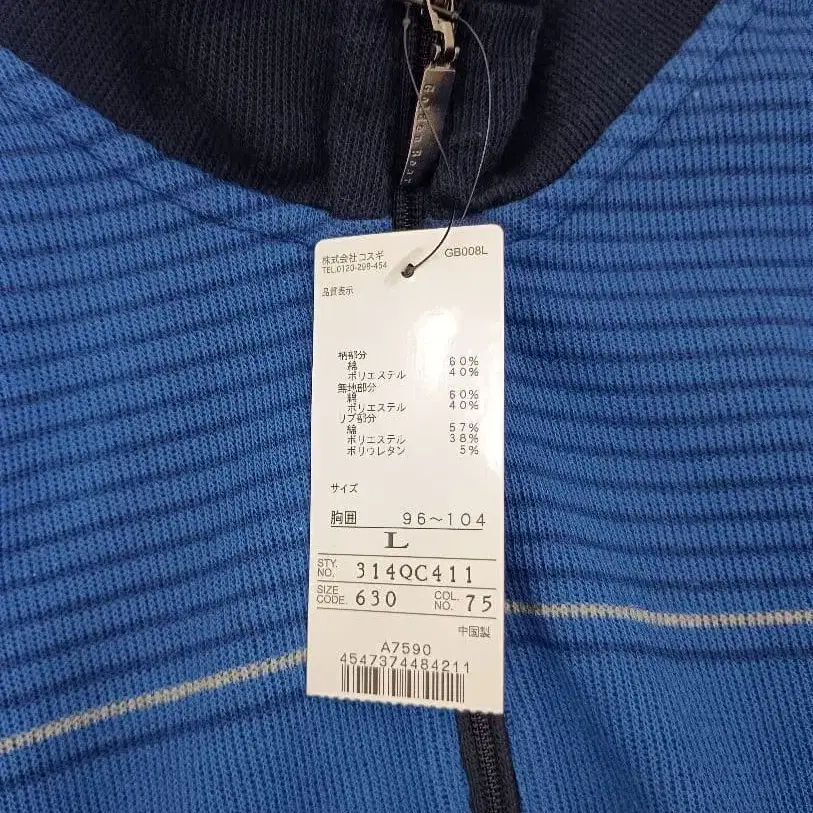 Golden Bear
株式会社コスギ GB008L
TEL.0120-298-454
品質表示
柄部分
綿 60%
ポリエステル 40%
無地部分
綿 60%
ポリエステル 40%
リブ部分
綿 57%
ポリエステル 38%
ポリウレタン 5%
サイズ
胸囲 96〜104
L
STY. NO. 314QC411
SIZE CODE. 630 COL. NO. 75
中国製
A7590
4547374484211